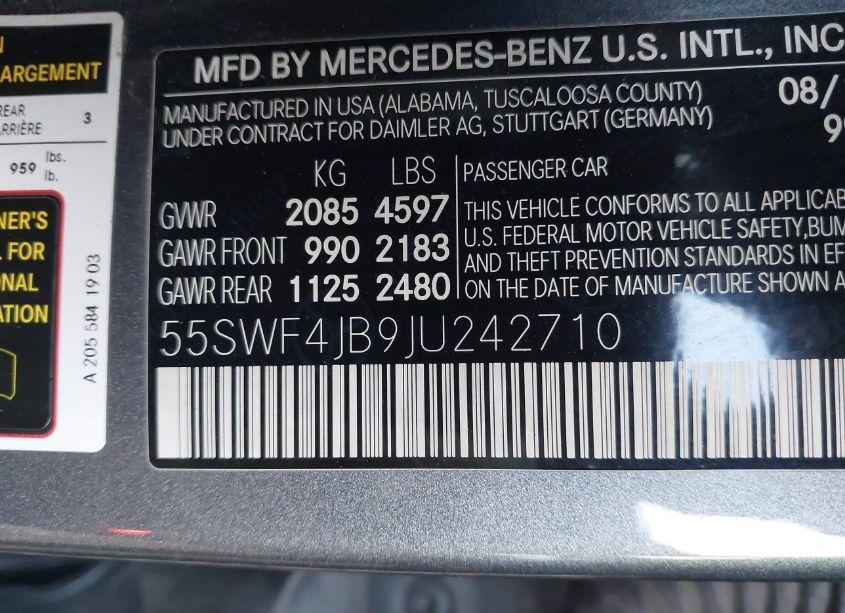 N
ARGEMENT
REAR
ARRIÈRE 3
959 lbs.
lb.
NER'S
L FOR
ONAL
ATION
A 205 584 19 03
MFD BY MERCEDES-BENZ U.S. INTL., INC
MANUFACTURED IN USA (ALABAMA, TUSCALOOSA COUNTY)
UNDER CONTRACT FOR DAIMLER AG, STUTTGART (GERMANY)
08/
99
KG LBS
GVWR 2085 4597
GAWR FRONT 990 2183
GAWR REAR 1125 2480
PASSENGER CAR
THIS VEHICLE CONFORMS TO ALL APPLICAB
U.S. FEDERAL MOTOR VEHICLE SAFETY, BUM
AND THEFT PREVENTION STANDARDS IN EF
ON THE DATE OF MANUFACTURE SHOWN A
55SWF4JB9JU242710